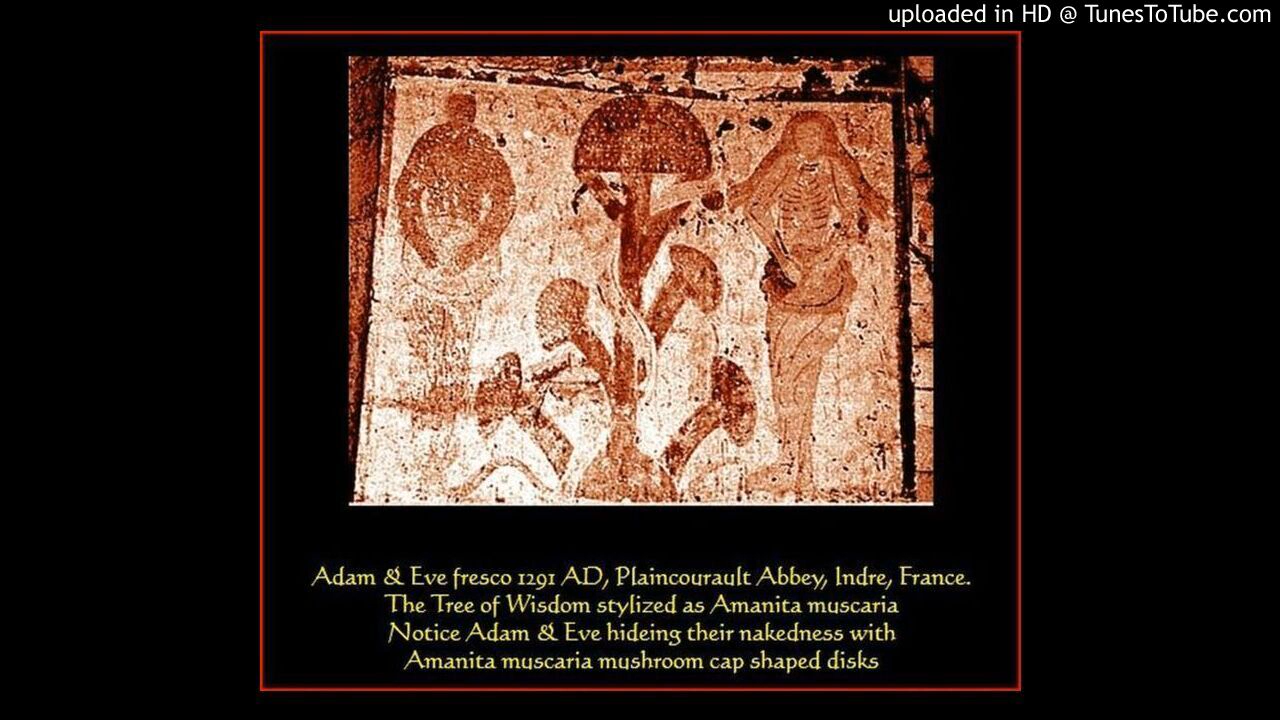 uploaded in HD @ TunesToTube.com
Adam & Eve fresco 1291 AD, Plaincourault Abbey, Indre, France.
The Tree of Wisdom stylized as Amanita muscaria
Notice Adam & Eve hideing their nakedness with
Amanita muscaria mushroom cap shaped disks